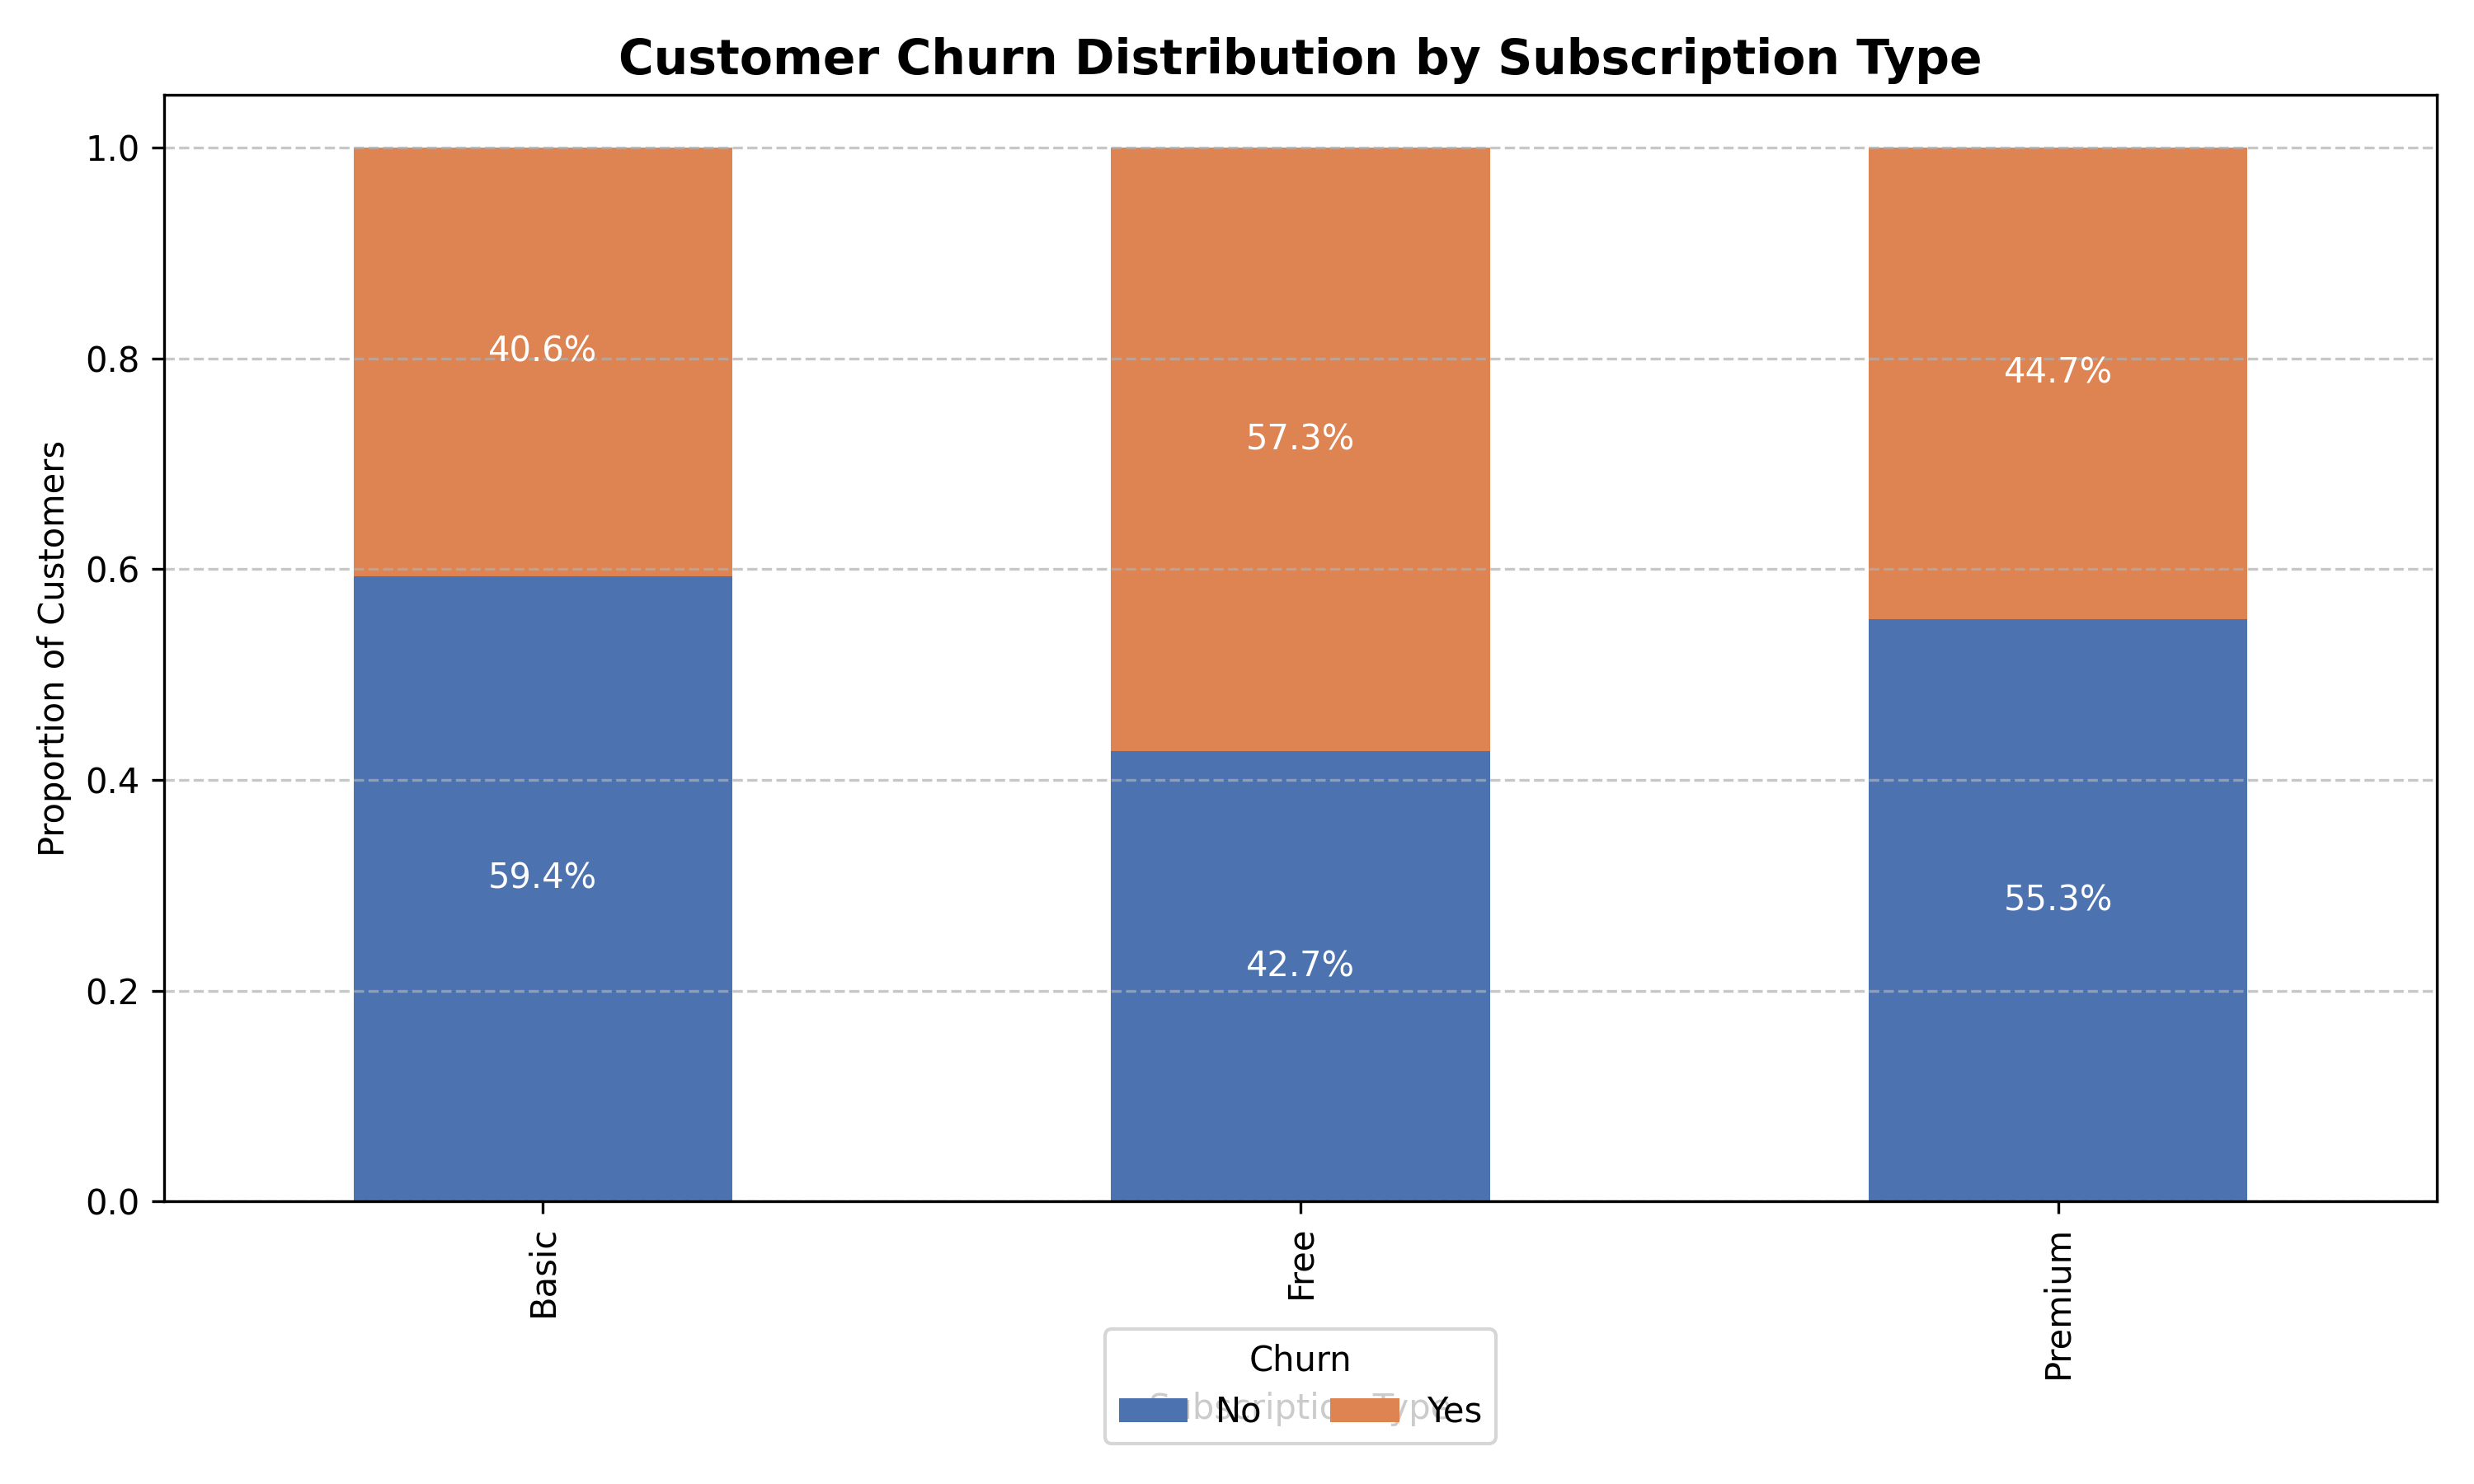 Customer Churn Distribution by Subscription Type
Proportion of Customers
1.0
0.8
0.6
0.4
0.2
0.0
40.6%
57.3%
44.7%
59.4%
42.7%
55.3%
Basic
Free
Premium
Churn
Subscription Type
No
Yes